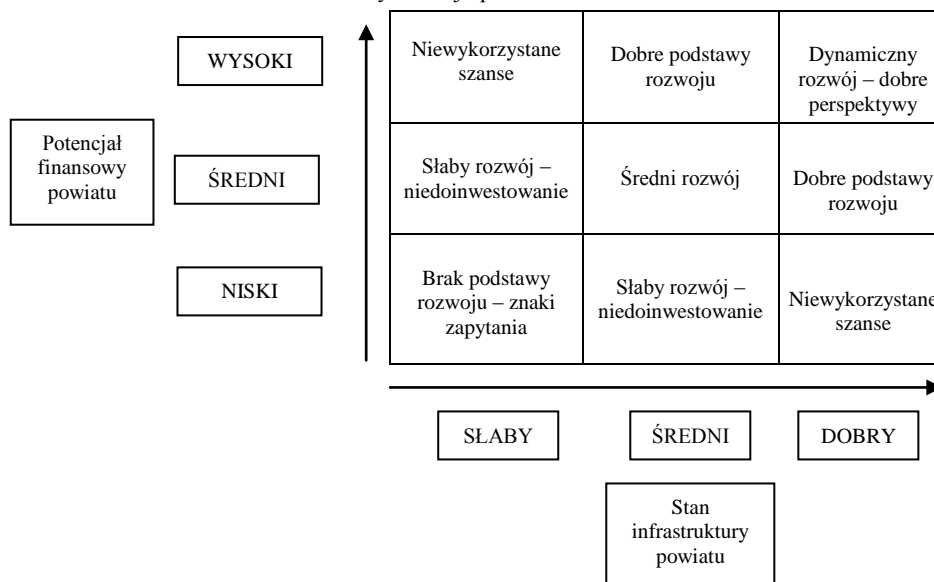 WYSOKI
Niewykorzystane
szanse
Dobre podstawy
rozwoju
Dynamiczny
rozwój – dobre
perspektywy
Potencjał
finansowy
powiatu
ŚREDNI
Słaby rozwój –
niedoinwestowanie
Średni rozwój
Dobre podstawy
rozwoju
NISKI
Brak podstawy
rozwoju – znaki
zapytania
Słaby rozwój –
niedoinwestowanie
Niewykorzystane
szanse
SŁABY
ŚREDNI
DOBRY
Stan
infrastruktury
powiatu